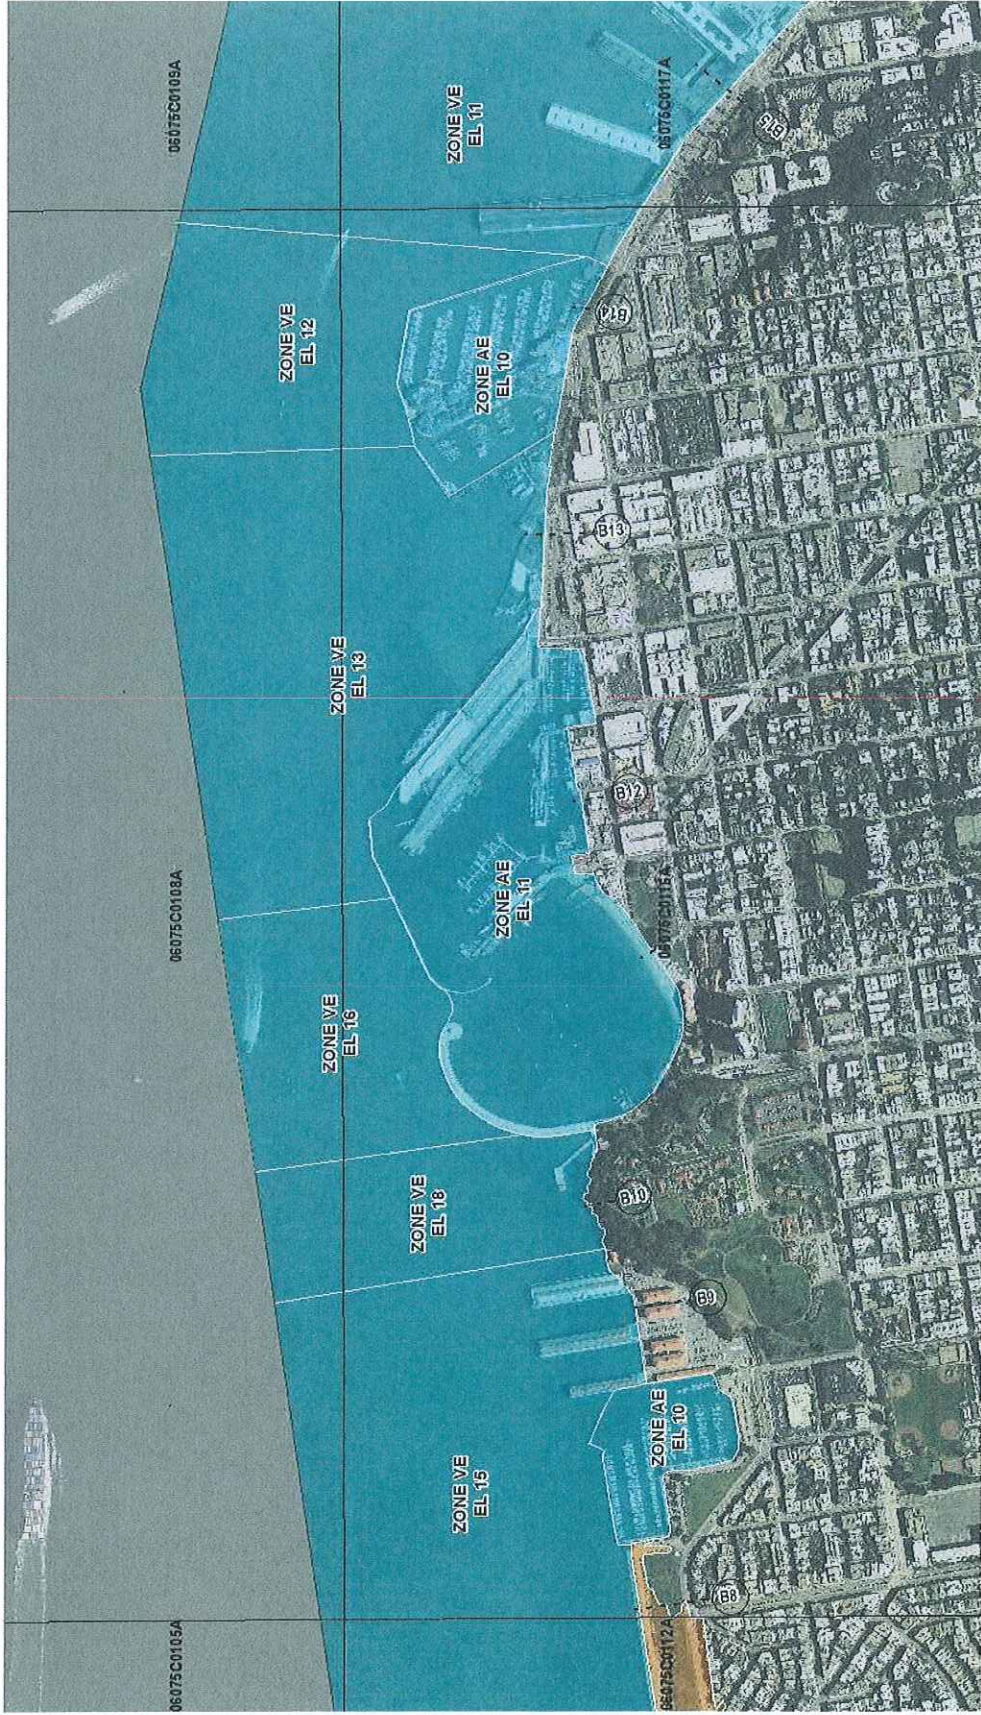 06075C0105A
06075C0108A
06075C0109A
ZONE VE
EL 12
ZONE VE
EL 16
ZONE VE
EL 13
ZONE VE
EL 18
ZONE VE
EL 15
ZONE VE
EL 11
ZONE AE
EL 10
ZONE AE
EL 11
ZONE AE
EL 10
B10
B12
B13
B14
06075C0112A
06075C0117A
B8
B9
B15